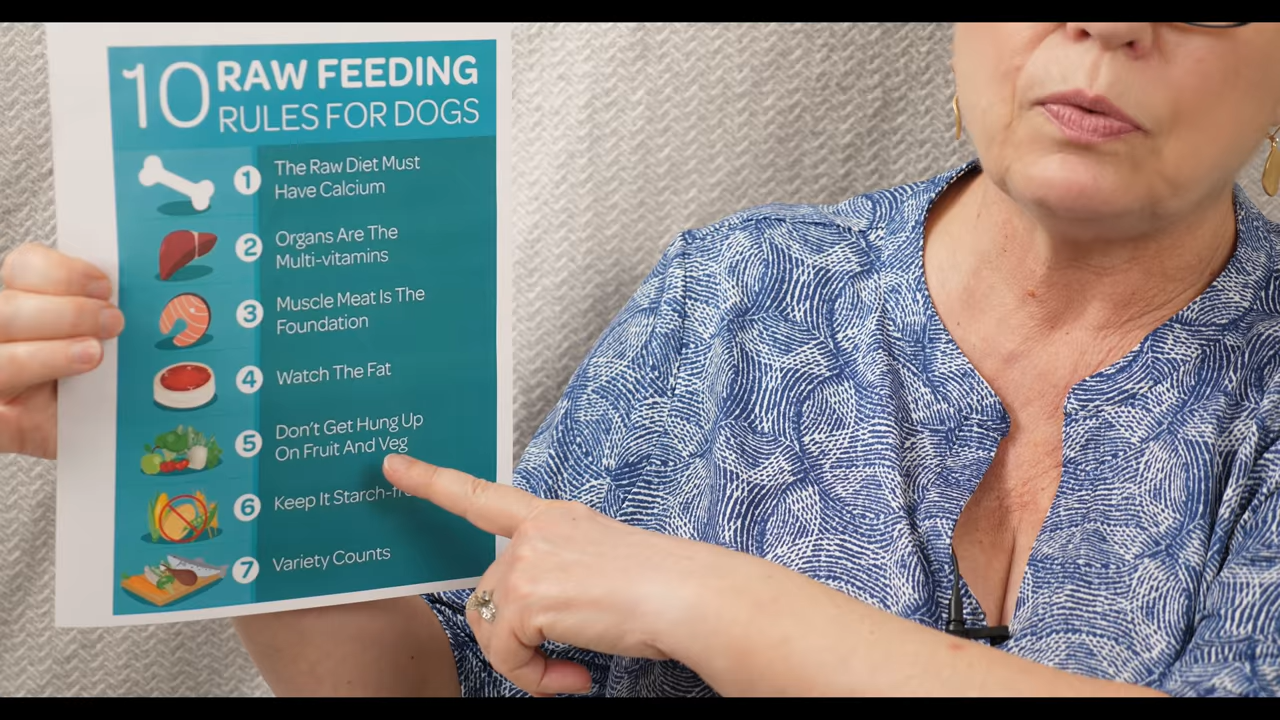 10 RAW FEEDING
RULES FOR DOGS
1 The Raw Diet Must
Have Calcium
2 Organs Are The
Multi-vitamins
3 Muscle Meat Is The
Foundation
4 Watch The Fat
5 Don't Get Hung Up
On Fruit And Veg
6 Keep It
7 Variety Counts